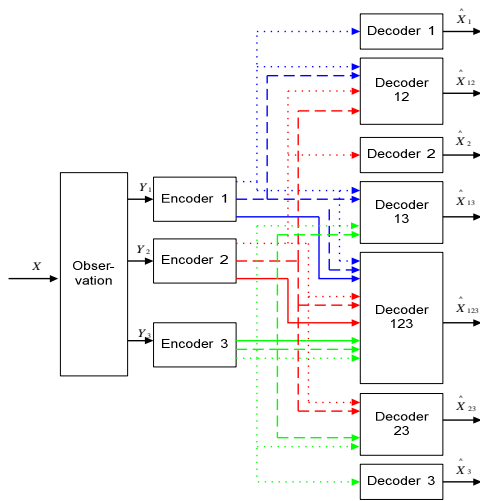 Decoder 1
X̂1
Decoder
12
X̂12
Decoder 2
X̂2
Decoder
13
X̂13
Y1
Encoder 1
X
Obser-
vation
Y2
Encoder 2
Y3
Encoder 3
Decoder
123
X̂123
Decoder
23
X̂23
Decoder 3
X̂3